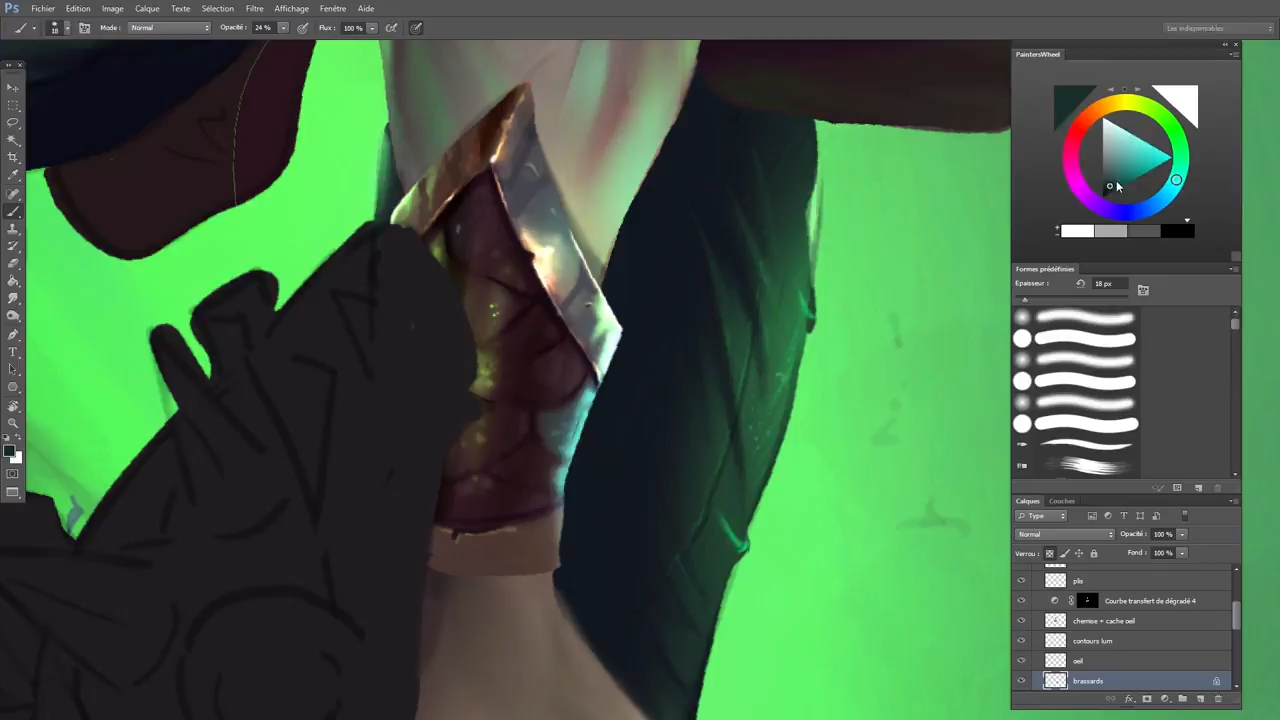 Ps Fichier Edition Image Calque Texte Sélection Filtre Affichage Fenêtre Aide
18 Mode : Normal Opacité : 24 % Flux : 100 % Les indispensables
PaintersWheel
Formes prédéfinies
Epaisseur : 18 px
Calques Couches
Type
Normal Opacité : 100 %
Verrou : Fond : 100 %
plis
Courbe transfert de dégradé 4
chemise + cache oeil
contours lum
oeil
brassards